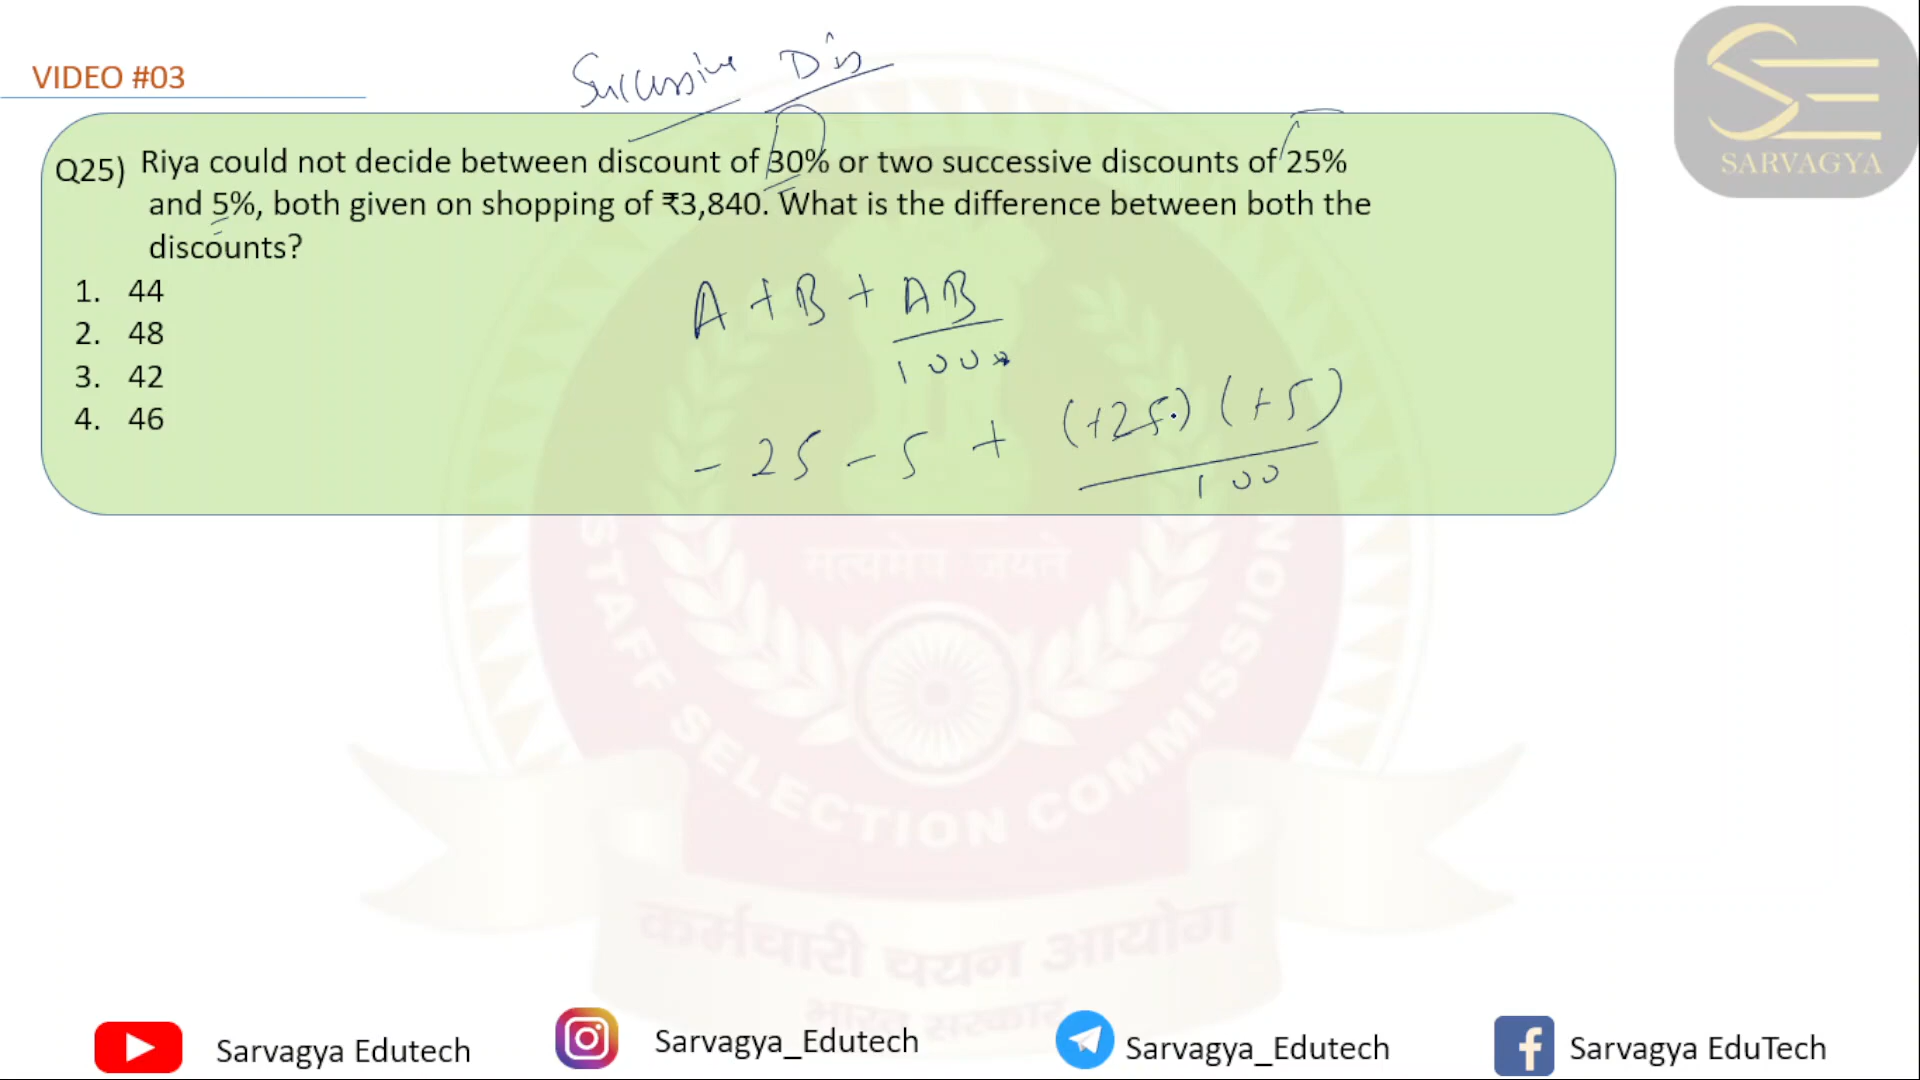 Successive Dis
VIDEO #03
SARVAGYA
Q25) Riya could not decide between discount of 30% or two successive discounts of 25%
and 5%, both given on shopping of ₹3,840. What is the difference between both the
discounts?
1. 44
2. 48
3. 42
4. 46
A + B + AB
100
- 25 - 5 + (+25) (+5)
100
सत्यमेव जयते
STAFF SELECTION COMMISSION
कर्मचारी चयन आयोग
भारत सरकार
Sarvagya Edutech
Sarvagya_Edutech
Sarvagya_Edutech
Sarvagya EduTech